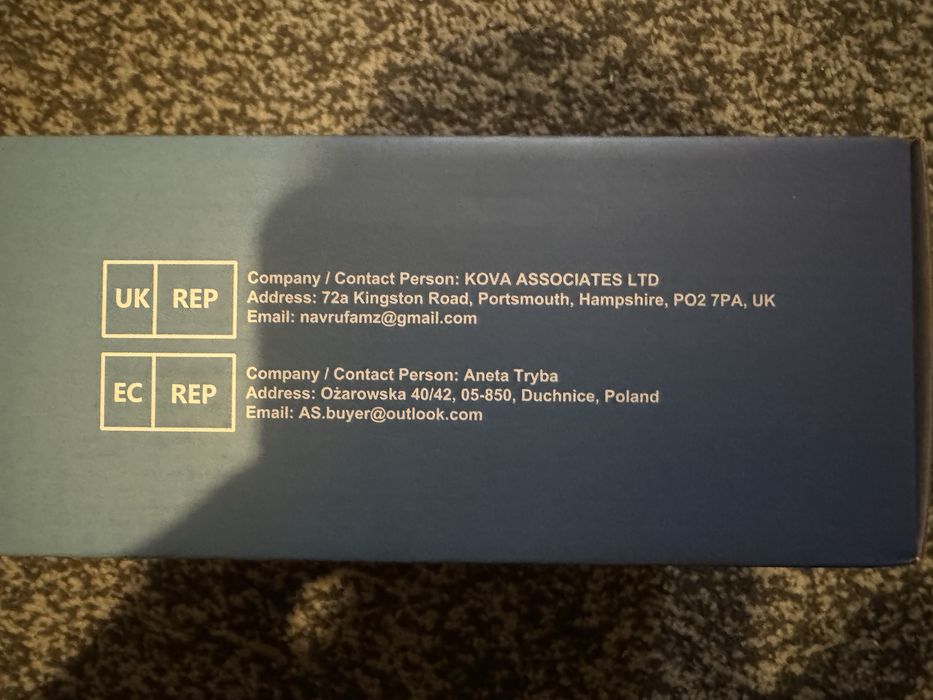 UK REP
Company / Contact Person: KOVA ASSOCIATES LTD
Address: 72a Kingston Road, Portsmouth, Hampshire, PO2 7PA, UK
Email: navrufamz@gmail.com
EC REP
Company / Contact Person: Aneta Tryba
Address: Ożarowska 40/42, 05-850, Duchnice, Poland
Email: AS.buyer@outlook.com